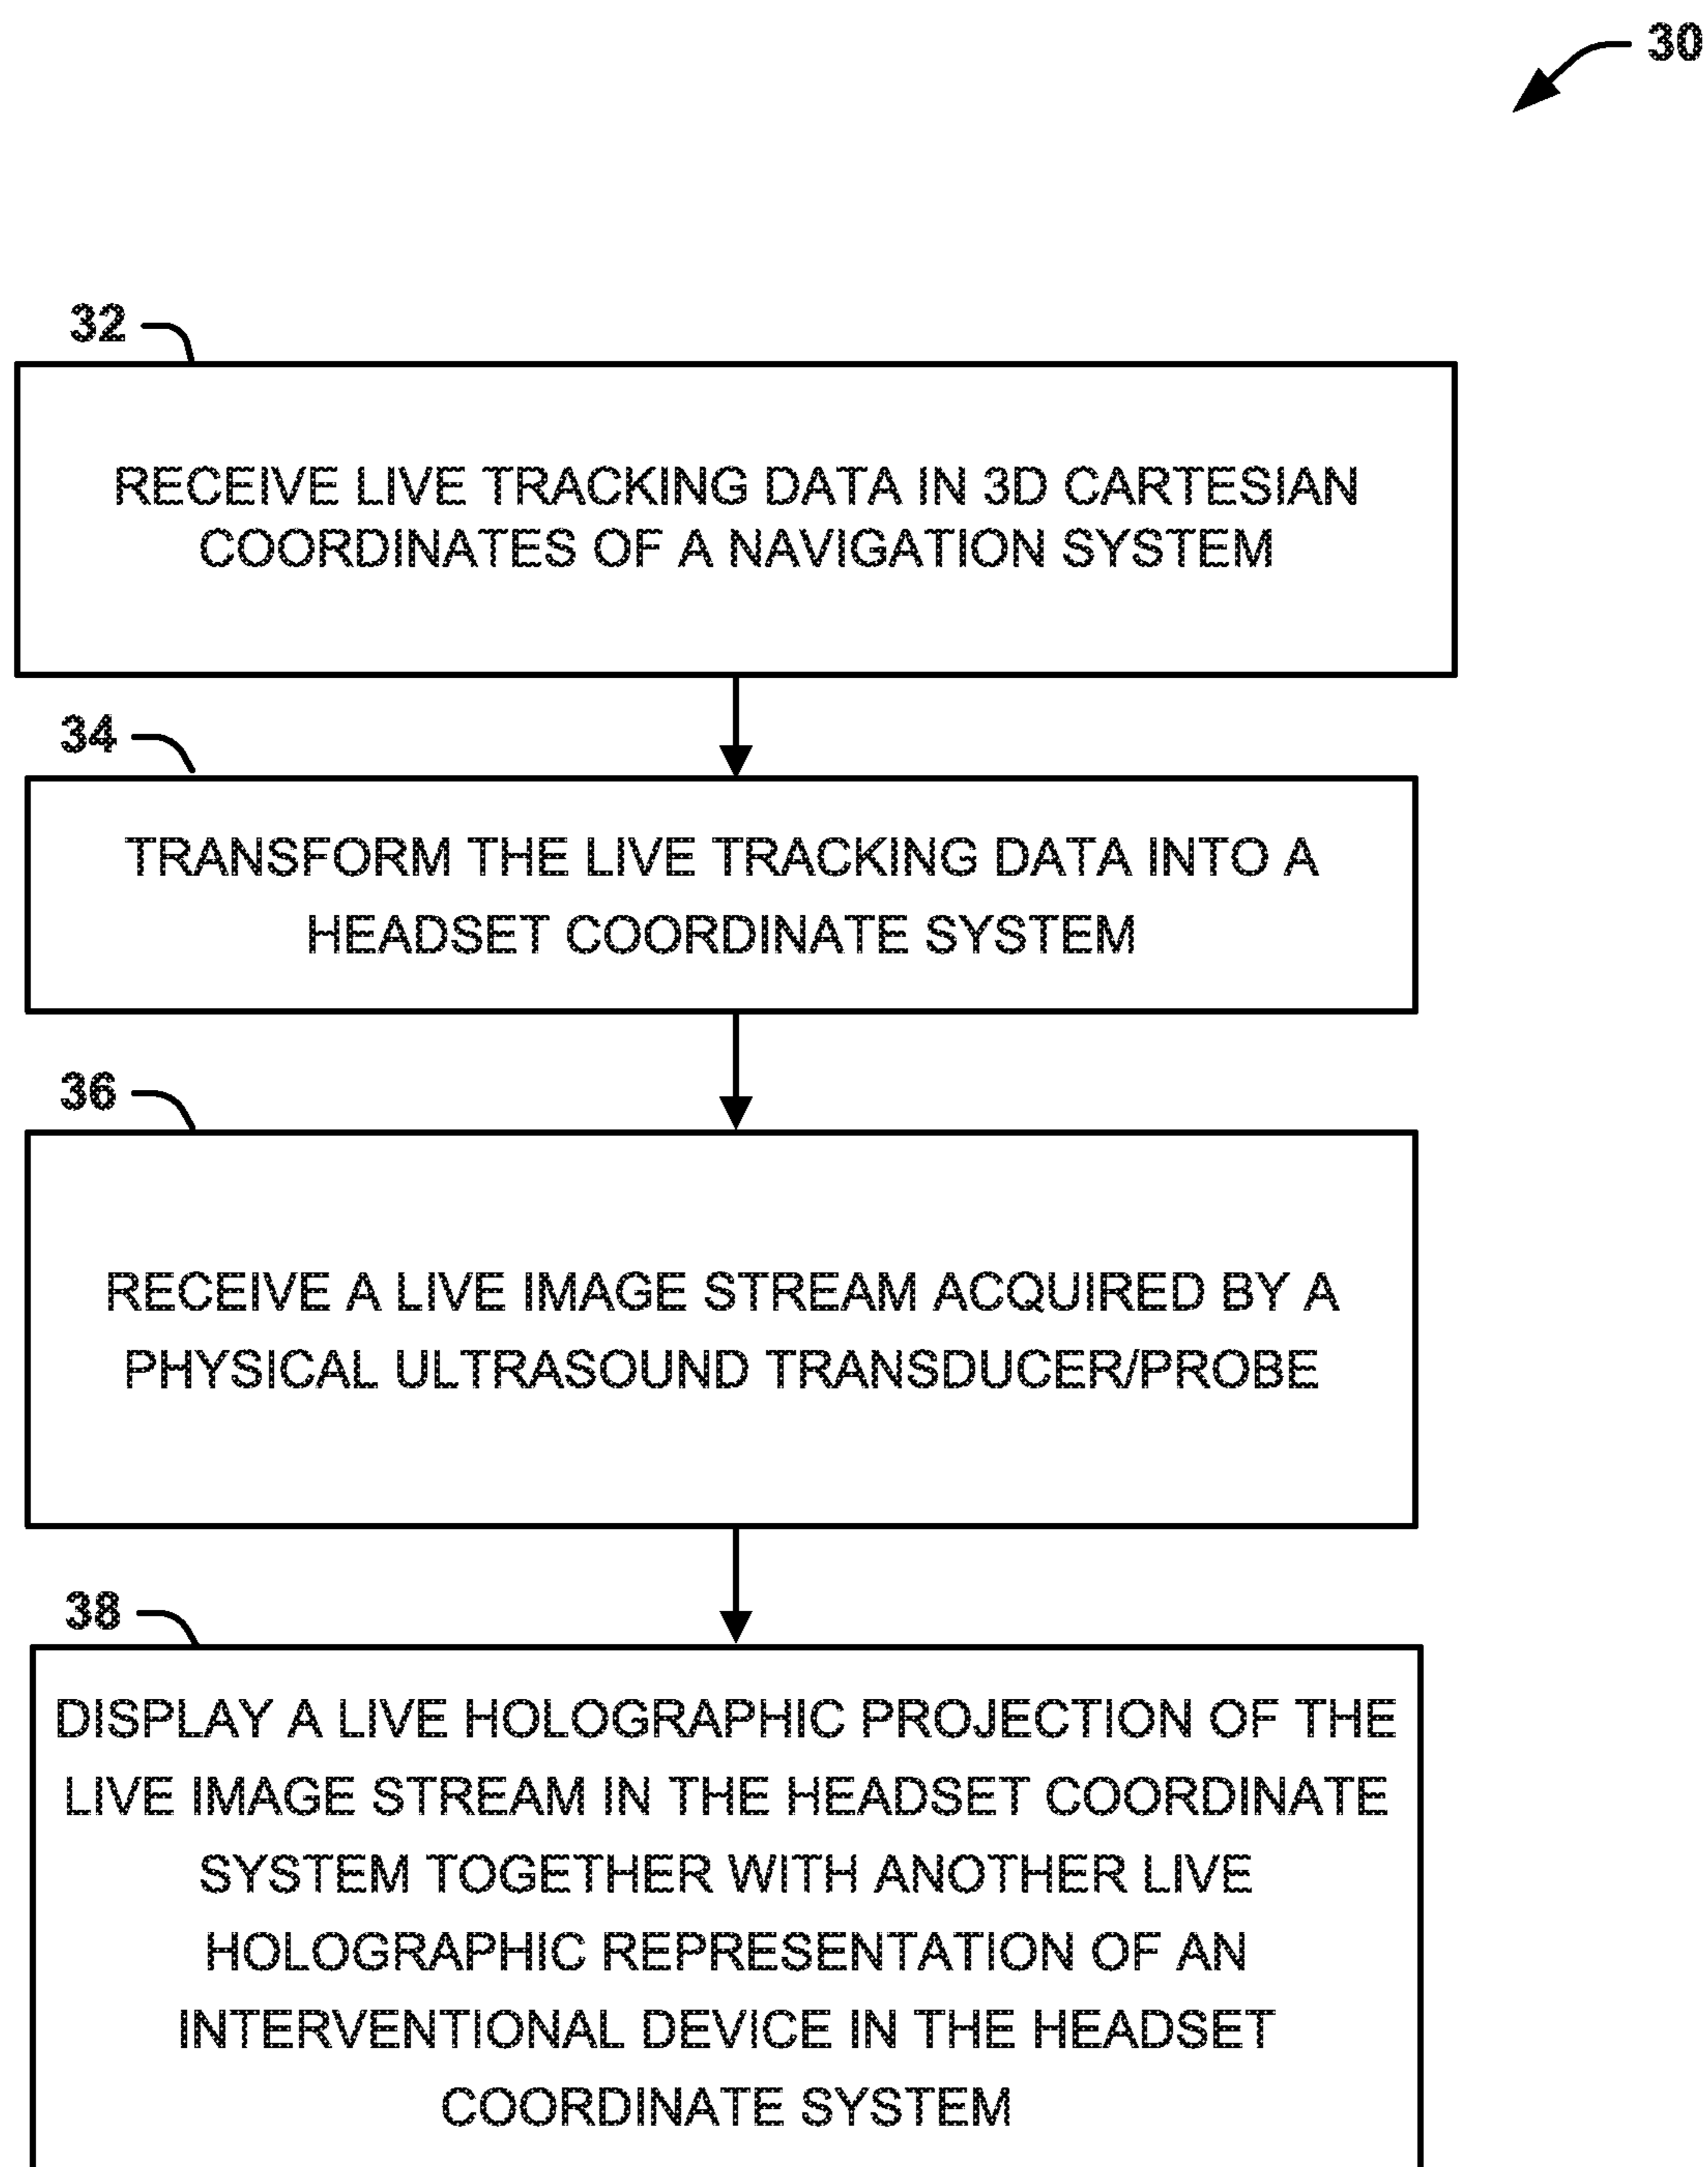 30
32
RECEIVE LIVE TRACKING DATA IN 3D CARTESIAN
COORDINATES OF A NAVIGATION SYSTEM
34
TRANSFORM THE LIVE TRACKING DATA INTO A
HEADSET COORDINATE SYSTEM
36
RECEIVE A LIVE IMAGE STREAM ACQUIRED BY A
PHYSICAL ULTRASOUND TRANSDUCER/PROBE
38
DISPLAY A LIVE HOLOGRAPHIC PROJECTION OF THE
LIVE IMAGE STREAM IN THE HEADSET COORDINATE
SYSTEM TOGETHER WITH ANOTHER LIVE
HOLOGRAPHIC REPRESENTATION OF AN
INTERVENTIONAL DEVICE IN THE HEADSET
COORDINATE SYSTEM